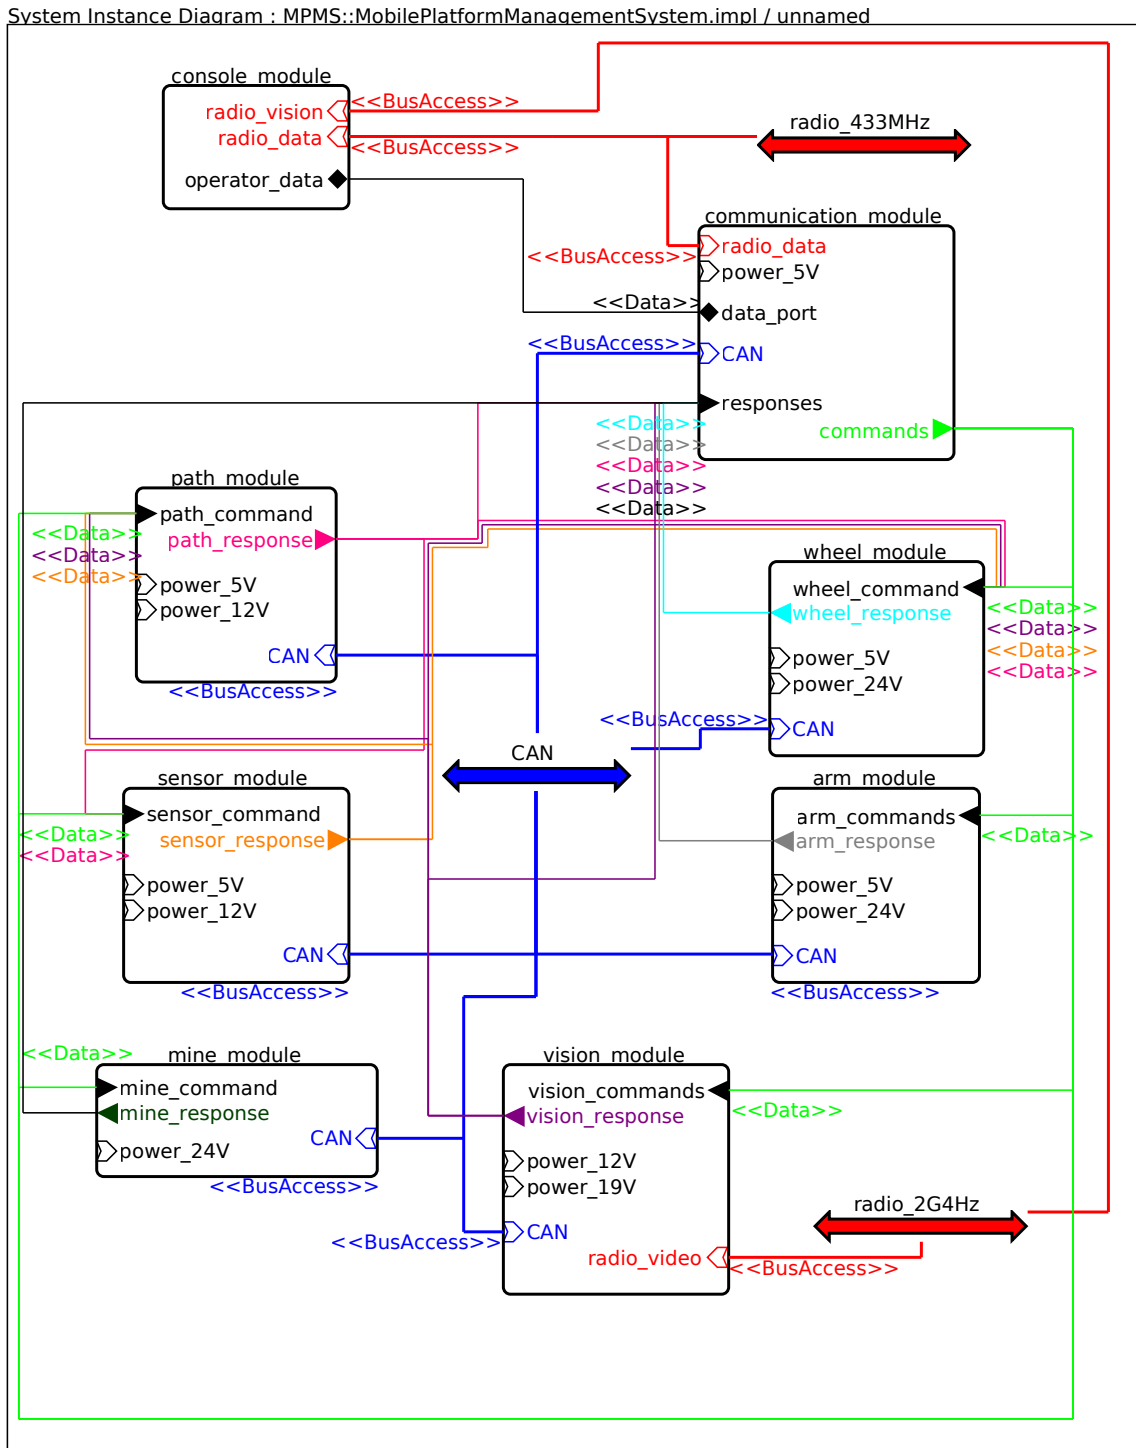 System Instance Diagram : MPMS::MobilePlatformManagementSystem.impl / unnamed
console_module
radio_vision
<<BusAccess>>
radio_data
<<BusAccess>>
operator_data
radio_433MHz
communication_module
radio_data
<<BusAccess>>
power_5V
<<Data>>
data_port
<<BusAccess>>
CAN
responses
<<Data>>
<<Data>>
<<Data>>
<<Data>>
<<Data>>
commands
path_module
path_command
path_response
<<Data>>
<<Data>>
<<Data>>
power_5V
power_12V
CAN
<<BusAccess>>
wheel_module
wheel_command
wheel_response
<<Data>>
<<Data>>
<<Data>>
<<Data>>
power_5V
power_24V
<<BusAccess>>
CAN
CAN
sensor_module
sensor_command
sensor_response
<<Data>>
<<Data>>
power_5V
power_12V
CAN
<<BusAccess>>
arm_module
arm_commands
arm_response
<<Data>>
power_5V
power_24V
CAN
<<BusAccess>>
mine_module
<<Data>>
mine_command
mine_response
power_24V
CAN
<<BusAccess>>
vision_module
vision_commands
vision_response
<<Data>>
power_12V
power_19V
CAN
<<BusAccess>>
radio_video
<<BusAccess>>
radio_2G4Hz